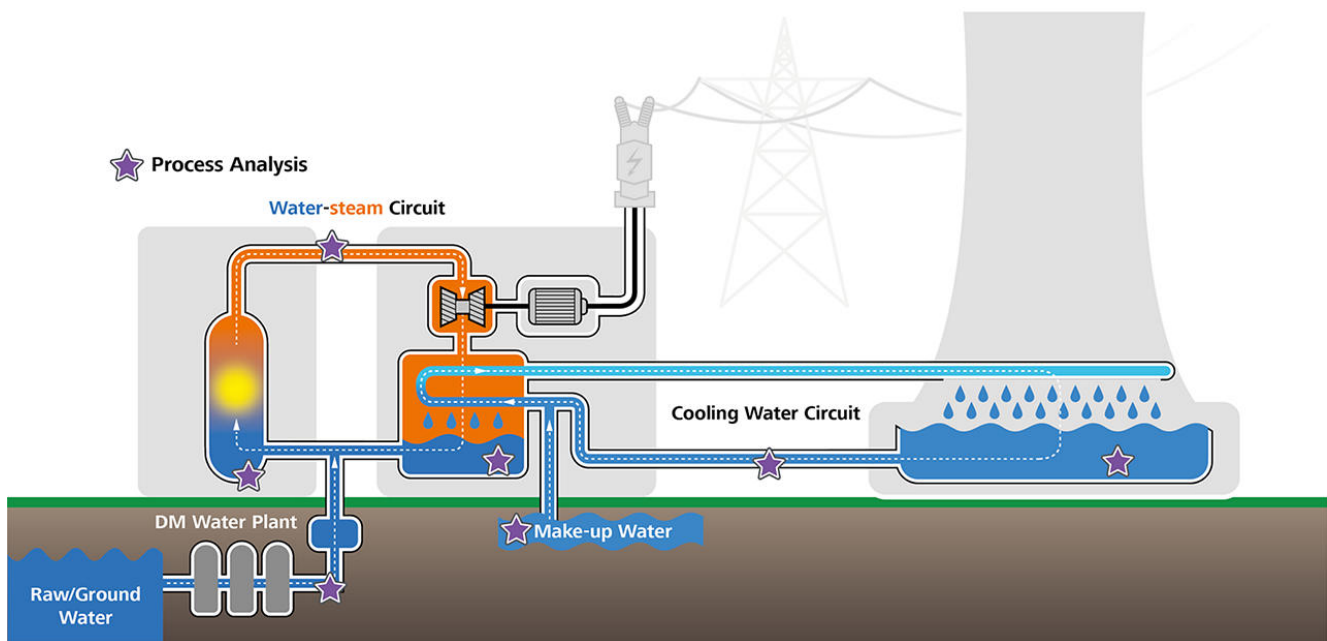 Process Analysis
Water-steam Circuit
Cooling Water Circuit
DM Water Plant
Make-up Water
Raw/Ground
Water